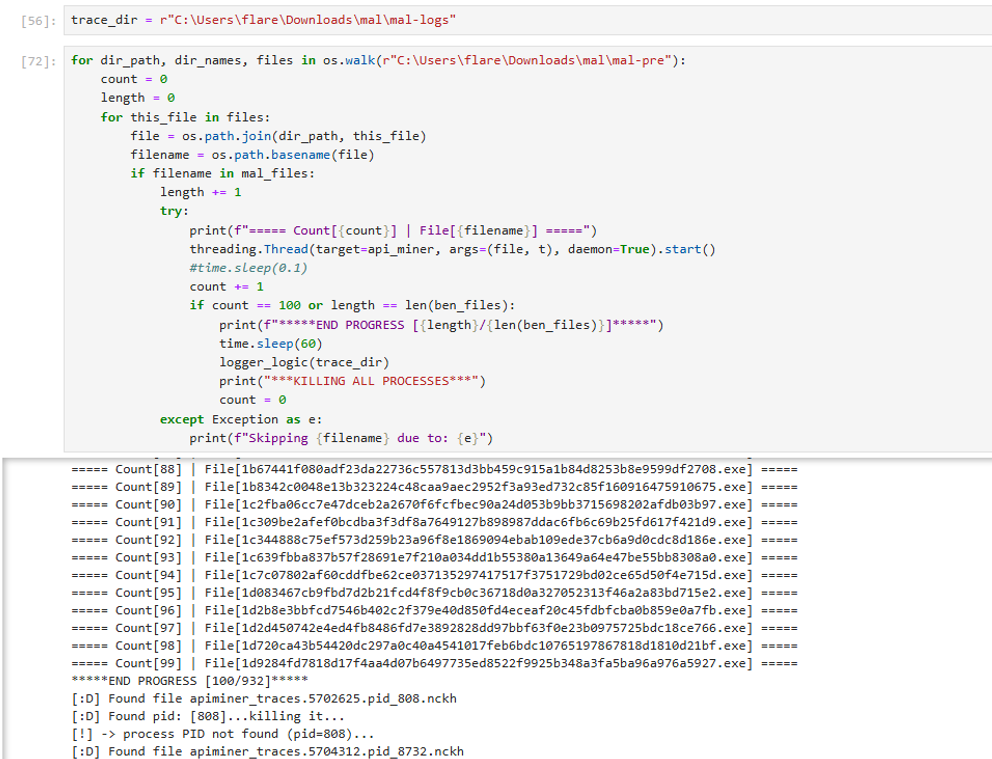 [56]: trace_dir = r"C:\Users\flare\Downloads\mal\mal-logs"
[72]: for dir_path, dir_names, files in os.walk(r"C:\Users\flare\Downloads\mal\mal-pre"):
    count = 0
    length = 0
    for this_file in files:
        file = os.path.join(dir_path, this_file)
        filename = os.path.basename(file)
        if filename in mal_files:
            length += 1
            try:
                print(f"===== Count[{count}] | File[{filename}] =====")
                threading.Thread(target=api_miner, args=(file, t), daemon=True).start()
                #time.sleep(0.1)
                count += 1
                if count == 100 or length == len(ben_files):
                    print(f"*****END PROGRESS [{length}/{len(ben_files)}]*****")
                    time.sleep(60)
                    logger_logic(trace_dir)
                    print("***KILLING ALL PROCESSES***")
                    count = 0
            except Exception as e:
                print(f"Skipping {filename} due to: {e}")
===== Count[88] | File[1b67441f080adf23da22736c557813d3bb459c915a1b84d8253b8e9599df2708.exe] =====
===== Count[89] | File[1b8342c0048e13b323224c48caa9aec2952f3a93ed732c85f160916475910675.exe] =====
===== Count[90] | File[1c2fba06cc7e47dceb2a2670f6fcfbec90a24d053b9bb3715698202afdb03b97.exe] =====
===== Count[91] | File[1c309be2afef0bcdba3f3df8a7649127b898987ddac6fb6c69b25fd617f421d9.exe] =====
===== Count[92] | File[1c344888c75ef573d259b23a96f8e1869094ebab109ede37cb6a9d0cdc8d186e.exe] =====
===== Count[93] | File[1c639fbba837b57f28691e7f210a034dd1b55380a13649a64e47be55bb8308a0.exe] =====
===== Count[94] | File[1c7c07802af60cddfbe62ce037135297417517f3751729bd02ce65d50f4e715d.exe] =====
===== Count[95] | File[1d083467cb9fbd7d2b21fcd4f8f9cb0c36718d0a327052313f46a2a83bd715e2.exe] =====
===== Count[96] | File[1d2b8e3bbfcd7546b402c2f379e40d850fd4eceaf20c45fdbfcba0b859e0a7fb.exe] =====
===== Count[97] | File[1d2d450742e4ed4fb8486fd7e3892828dd97bbf63f0e23b0975725bdc18ce766.exe] =====
===== Count[98] | File[1d720ca43b54420dc297a0c40a4541017feb6bdc10765197867818d1810d21bf.exe] =====
===== Count[99] | File[1d9284fd7818d17f4aa4d07b6497735ed8522f9925b348a3fa5ba96a976a5927.exe] =====
*****END PROGRESS [100/932]*****
[:D] Found file apiminer_traces.5702625.pid_808.nckh
[:D] Found pid: [808]...killing it...
[!] -> process PID not found (pid=808)...
[:D] Found file apiminer_traces.5704312.pid_8732.nckh